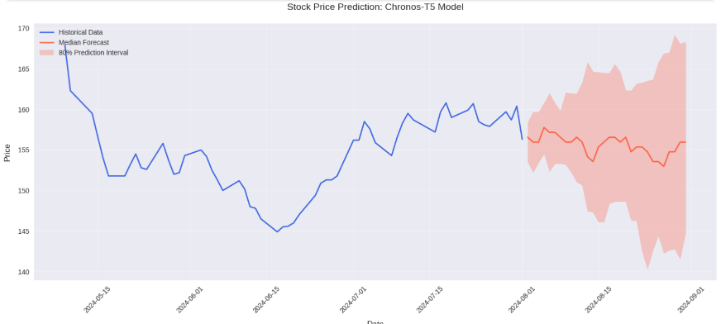 Stock Price Prediction: Chronos-T5 Model
Historical Data
Median Forecast
80% Prediction Interval
Price
170
165
160
155
150
145
140
2024-05-15
2024-06-01
2024-06-15
2024-07-01
2024-07-15
2024-08-01
2024-08-15
2024-09-01
Date